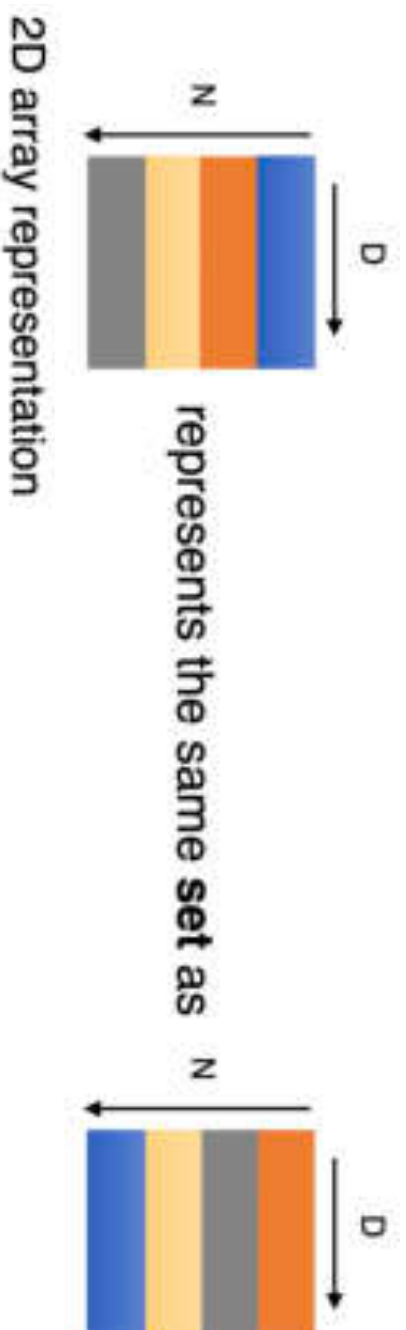 D
N
represents the same set as
D
N
2D array representation